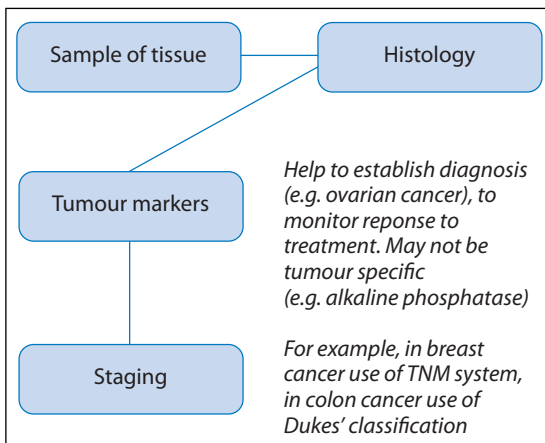 Sample of tissue
Histology
Tumour markers
Help to establish diagnosis
(e.g. ovarian cancer), to
monitor reponse to
treatment. May not be
tumour specific
(e.g. alkaline phosphatase)
Staging
For example, in breast
cancer use of TNM system,
in colon cancer use of
Dukes’ classification